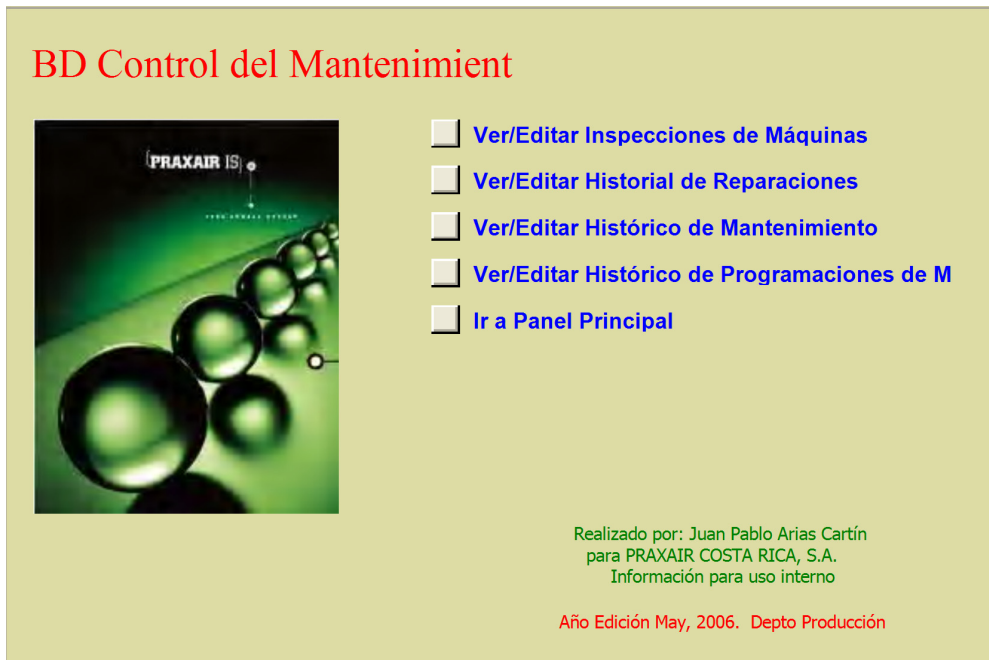 BD Control del Mantenimient
(PRAXAIR IS)
Ver/Editar Inspecciones de Máquinas
Ver/Editar Historial de Reparaciones
Ver/Editar Histórico de Mantenimiento
Ver/Editar Histórico de Programaciones de M
Ir a Panel Principal
Realizado por: Juan Pablo Arias Cartín
para PRAXAIR COSTA RICA, S.A.
Información para uso interno
Año Edición May, 2006. Depto Producción